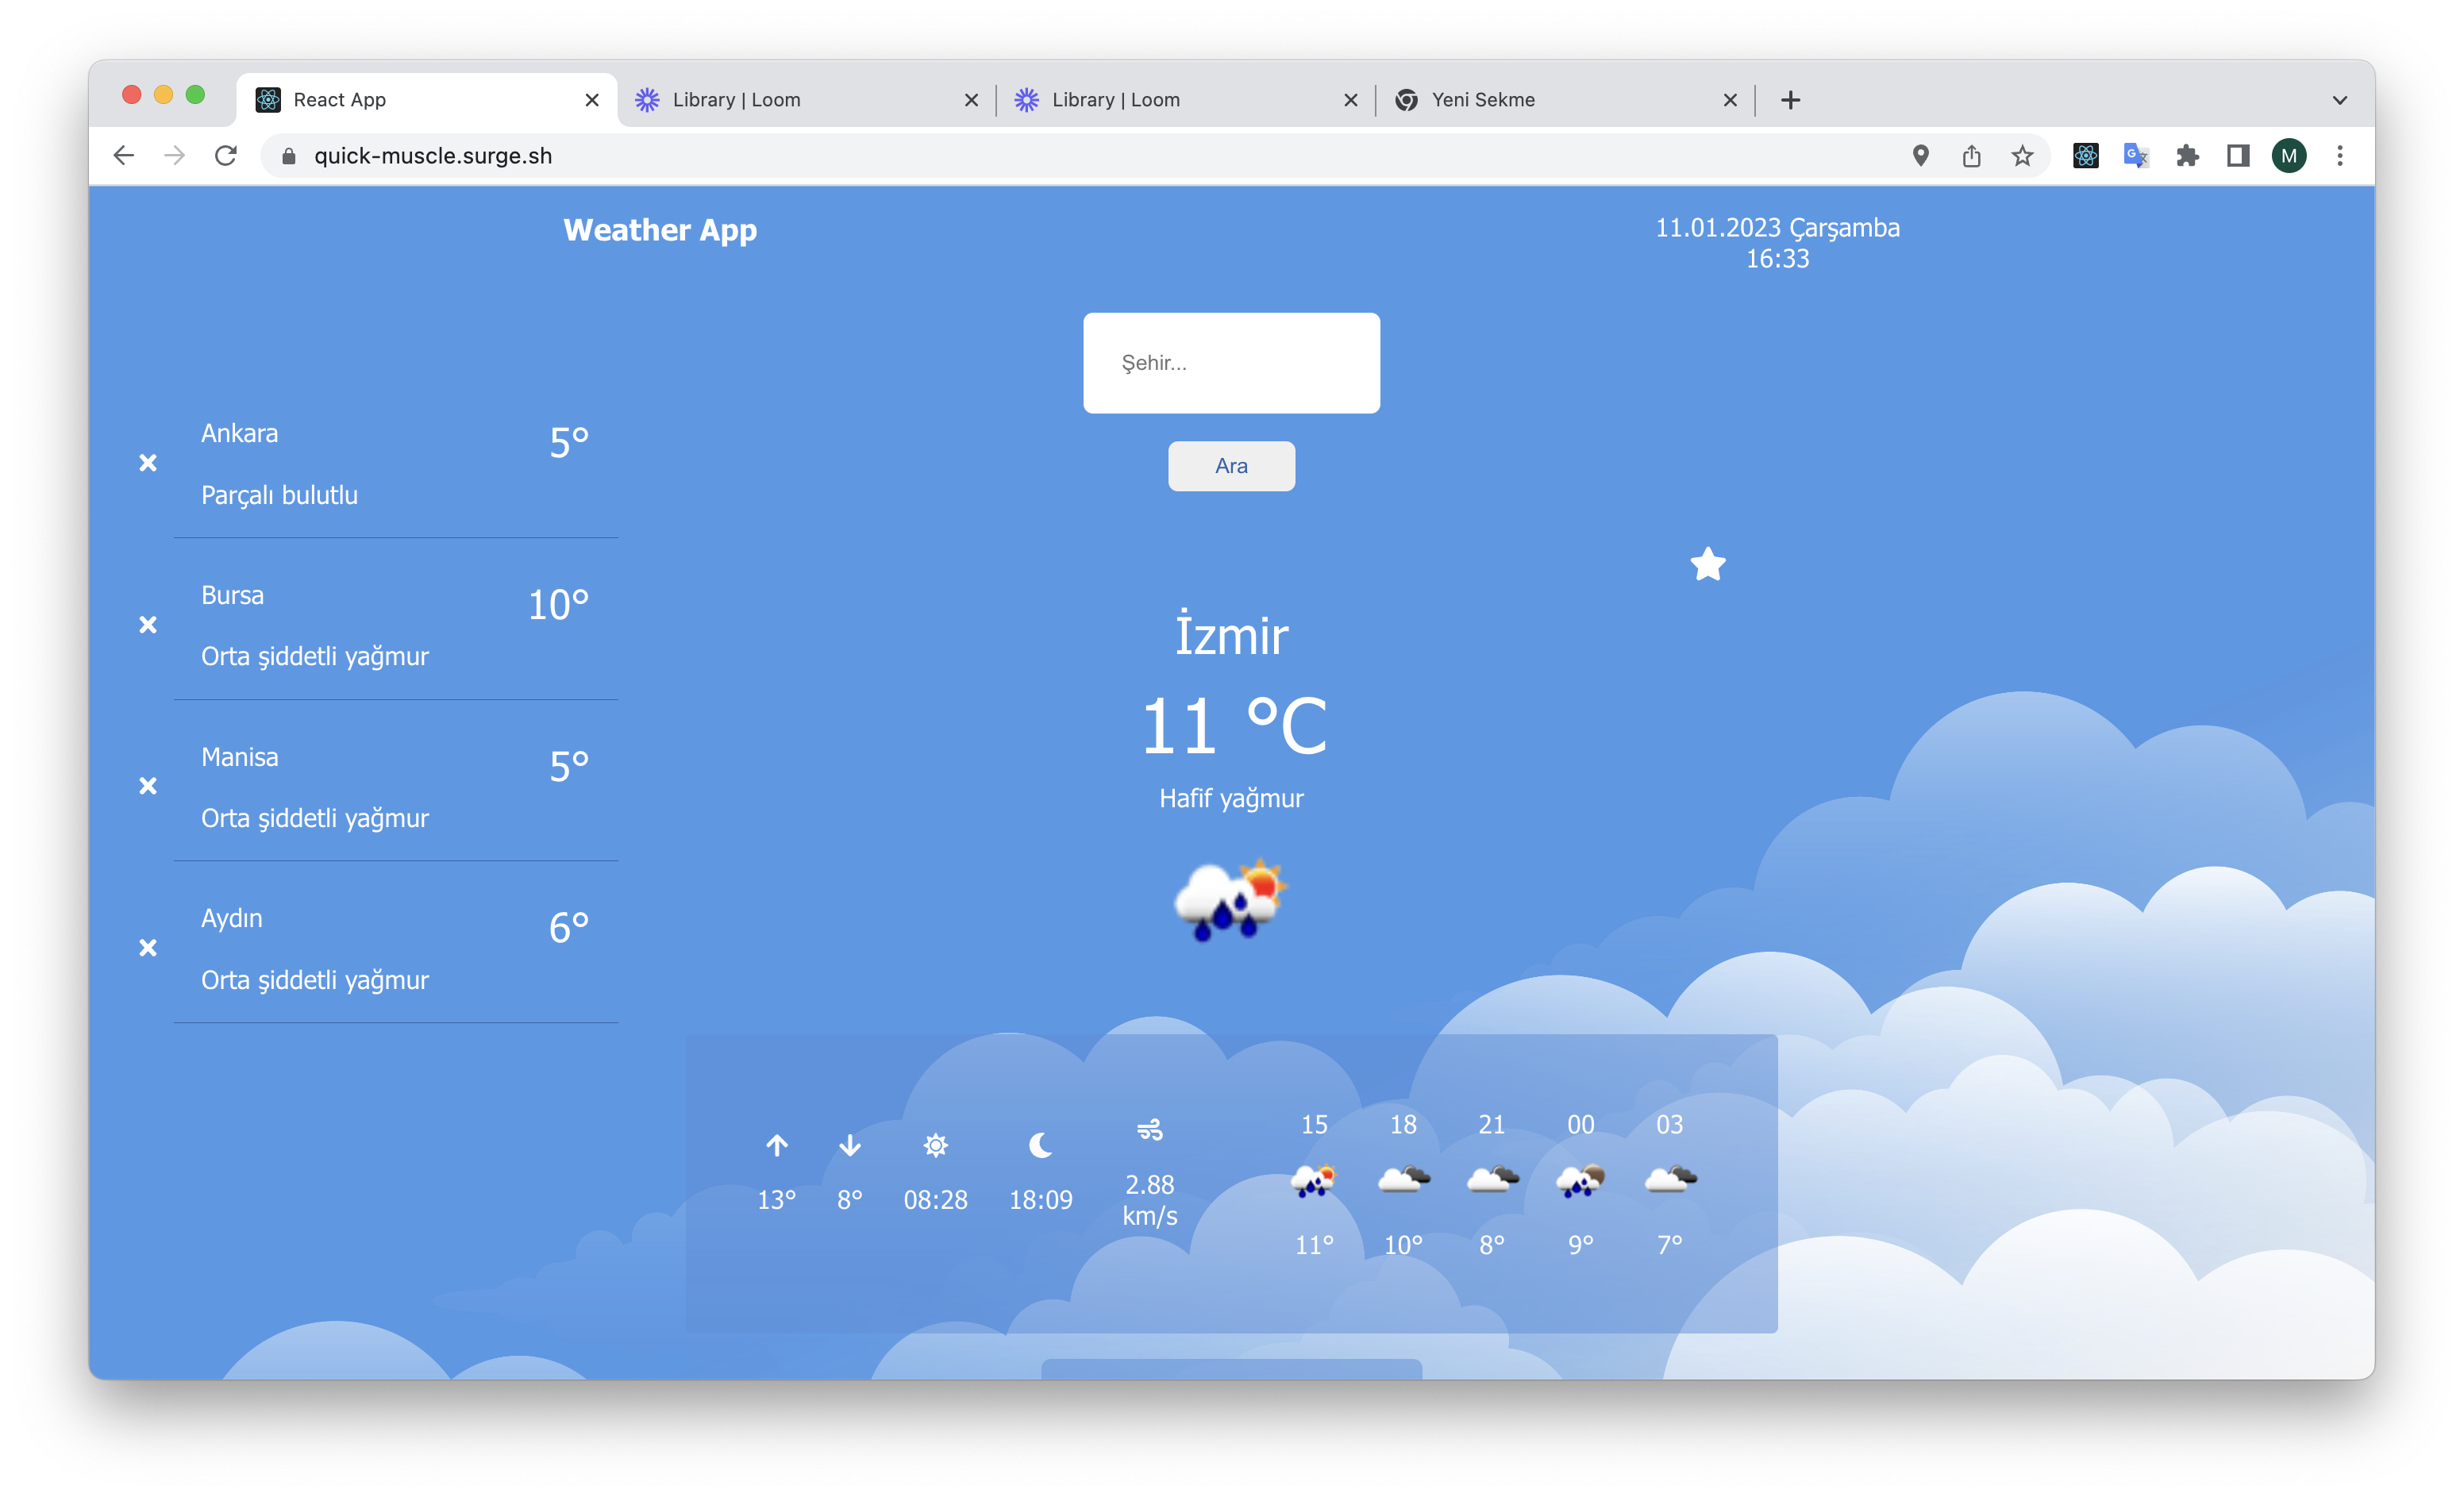 React App
Library | Loom
Library | Loom
Yeni Sekme
quick-muscle.surge.sh
M
Weather App
11.01.2023 Çarşamba
16:33
Şehir...
Ara
Ankara
5°
Parçalı bulutlu
Bursa
10°
Orta şiddetli yağmur
Manisa
5°
Orta şiddetli yağmur
Aydın
6°
Orta şiddetli yağmur
İzmir
11 °C
Hafif yağmur
13°
8°
08:28
18:09
2.88
km/s
15 18 21 00 03
11° 10° 8° 9° 7°